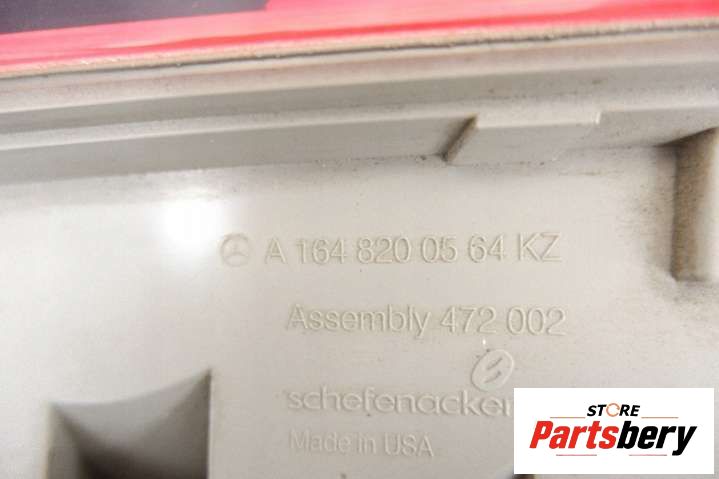 A 164 820 05 64 KZ
Assembly 472 002
schefenacker
Made in USA
STORE
Partsbery